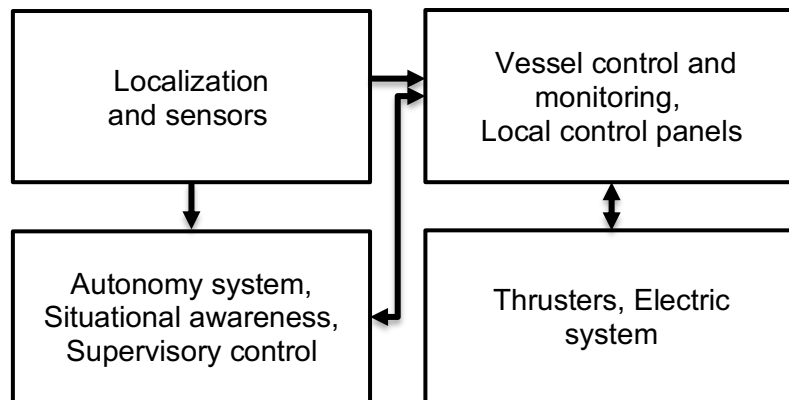 Localization
and sensors
Vessel control and
monitoring,
Local control panels
Autonomy system,
Situational awareness,
Supervisory control
Thrusters, Electric
system